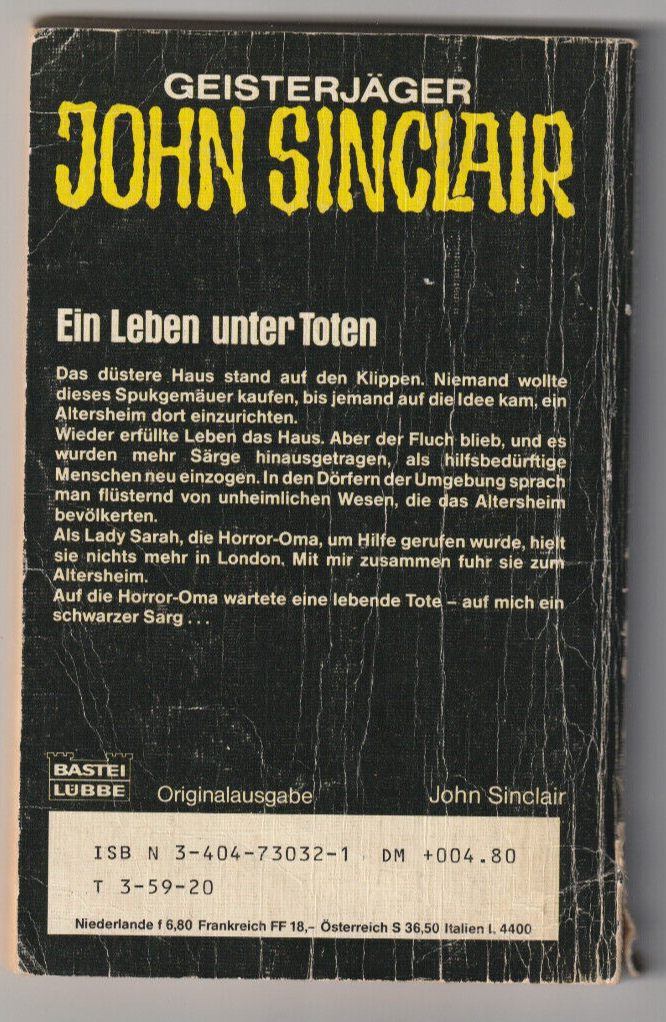 GEISTERJÄGER
JOHN SINCLAIR
Ein Leben unter Toten
Das düstere Haus stand auf den Klippen. Niemand wollte
dieses Spukgemäuer kaufen, bis jemand auf die Idee kam, ein
Altersheim dort einzurichten.
Wieder erfüllte Leben das Haus. Aber der Fluch blieb, und es
wurden mehr Särge hinausgetragen, als hilfsbedürftige
Menschen neu einzogen. In den Dörfern der Umgebung sprach
man flüsternd von unheimlichen Wesen, die das Altersheim
bevölkerten.
Als Lady Sarah, die Horror-Oma, um Hilfe gerufen wurde, hielt
sie nichts mehr in London. Mit mir zusammen fuhr sie zum
Altersheim.
Auf die Horror-Oma wartete eine lebende Tote – auf mich ein
schwarzer Sarg . . .
BASTEI
LÜBBE
Originalausgabe John Sinclair
ISB N 3-404-73032-1 DM +004.80
T 3-59-20
Niederlande f 6,80 Frankreich FF 18,– Österreich S 36,50 Italien L 4400